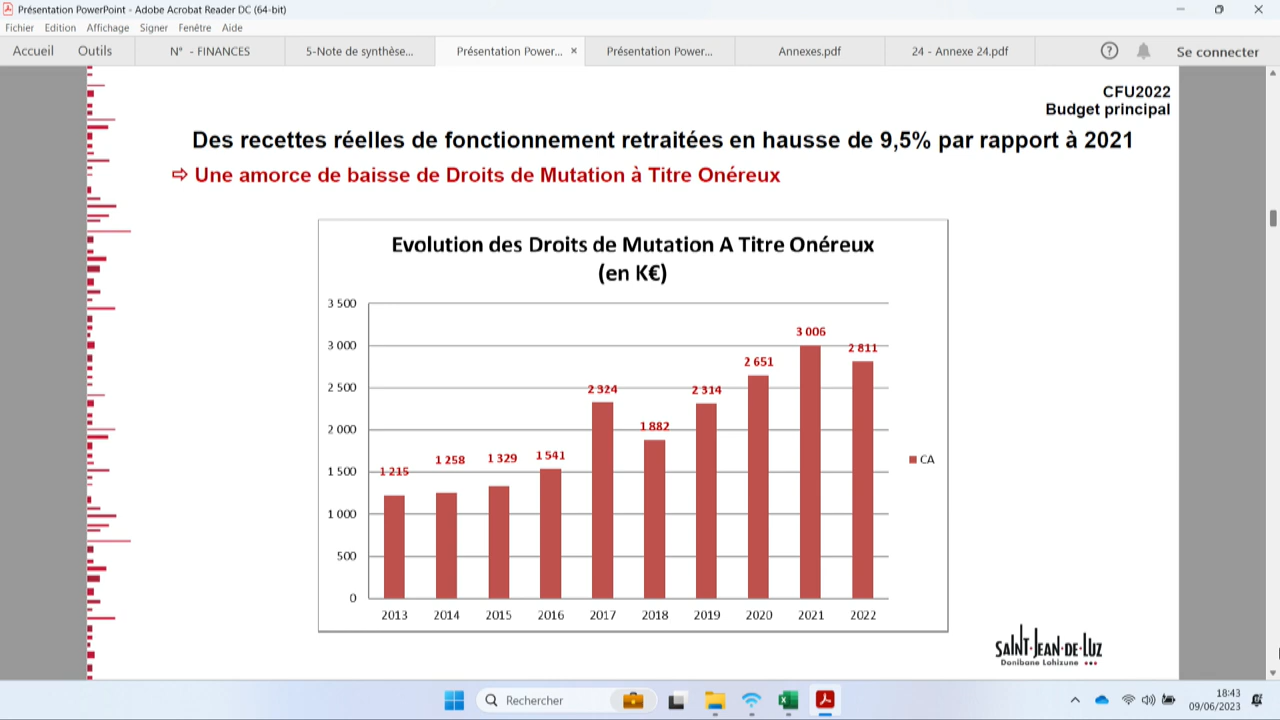 Présentation PowerPoint - Adobe Acrobat Reader DC (64-bit)
Fichier Edition Affichage Signer Fenêtre Aide
Accueil Outils N° - FINANCES 5-Note de synthèse... Présentation Power... × Présentation Power... Annexes.pdf 24 - Annexe 24.pdf ? Se connecter
CFU2022
Budget principal
Des recettes réelles de fonctionnement retraitées en hausse de 9,5% par rapport à 2021
⇨ Une amorce de baisse de Droits de Mutation à Titre Onéreux
Evolution des Droits de Mutation A Titre Onéreux
(en K€)
3 500
3 000
2 500
2 000
1 500
1 000
500
0
1 215
1 258
1 329
1 541
2 324
1 882
2 314
2 651
3 006
2 811
2013 2014 2015 2016 2017 2018 2019 2020 2021 2022
CA
SAINT·JEAN·DE·LUZ
Donibane Lohizune
Rechercher
18:43
09/06/2023